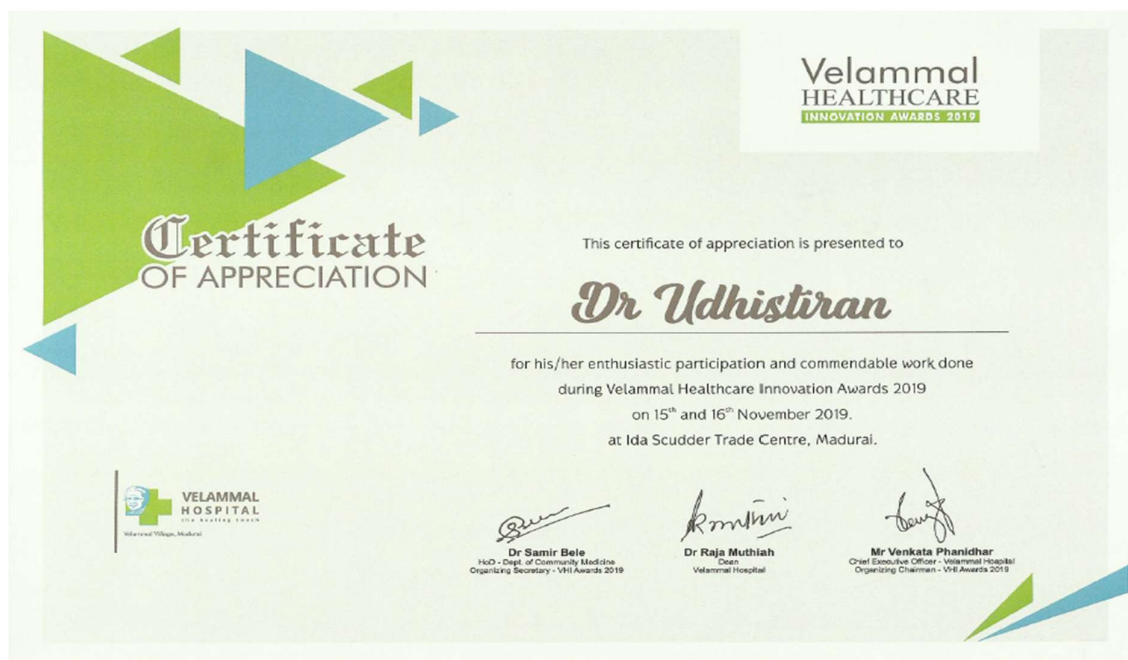 Velammal
HEALTHCARE
INNOVATION AWARDS 2019
Certificate
OF APPRECIATION
This certificate of appreciation is presented to
Dr Udhistiran
for his/her enthusiastic participation and commendable work done
during Velammal Healthcare Innovation Awards 2019
on 15th and 16th November 2019.
at Ida Scudder Trade Centre, Madurai.
VELAMMAL
HOSPITAL
the healing touch
Velammal Village, Madurai
Dr Samir Bele
HoD - Dept. of Community Medicine
Organizing Secretary - VHI Awards 2019
Dr Raja Muthiah
Dean
Velammal Hospital
Mr Venkata Phanidhar
Chief Executive Officer - Velammal Hospital
Organizing Chairman - VHI Awards 2019